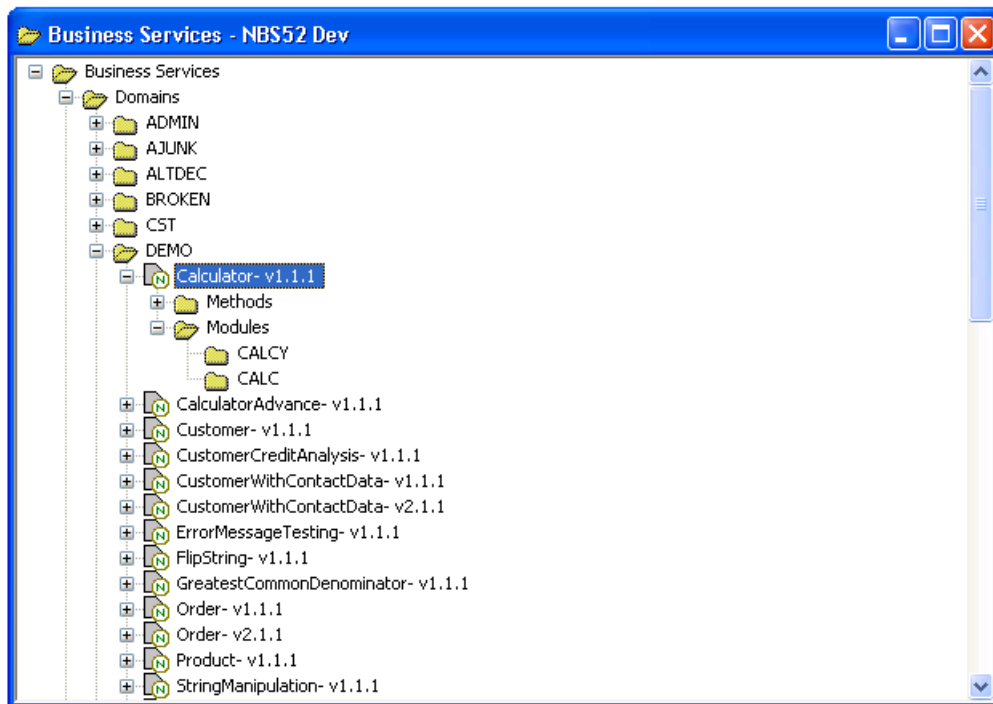 Business Services - NBS52 Dev
Business Services
Domains
ADMIN
AJUNK
ALTDEC
BROKEN
CST
DEMO
Calculator- v1.1.1
Methods
Modules
CALCY
CALC
CalculatorAdvance- v1.1.1
Customer- v1.1.1
CustomerCreditAnalysis- v1.1.1
CustomerWithContactData- v1.1.1
CustomerWithContactData- v2.1.1
ErrorMessageTesting- v1.1.1
FlipString- v1.1.1
GreatestCommonDenominator- v1.1.1
Order- v1.1.1
Order- v2.1.1
Product- v1.1.1
StringManipulation- v1.1.1